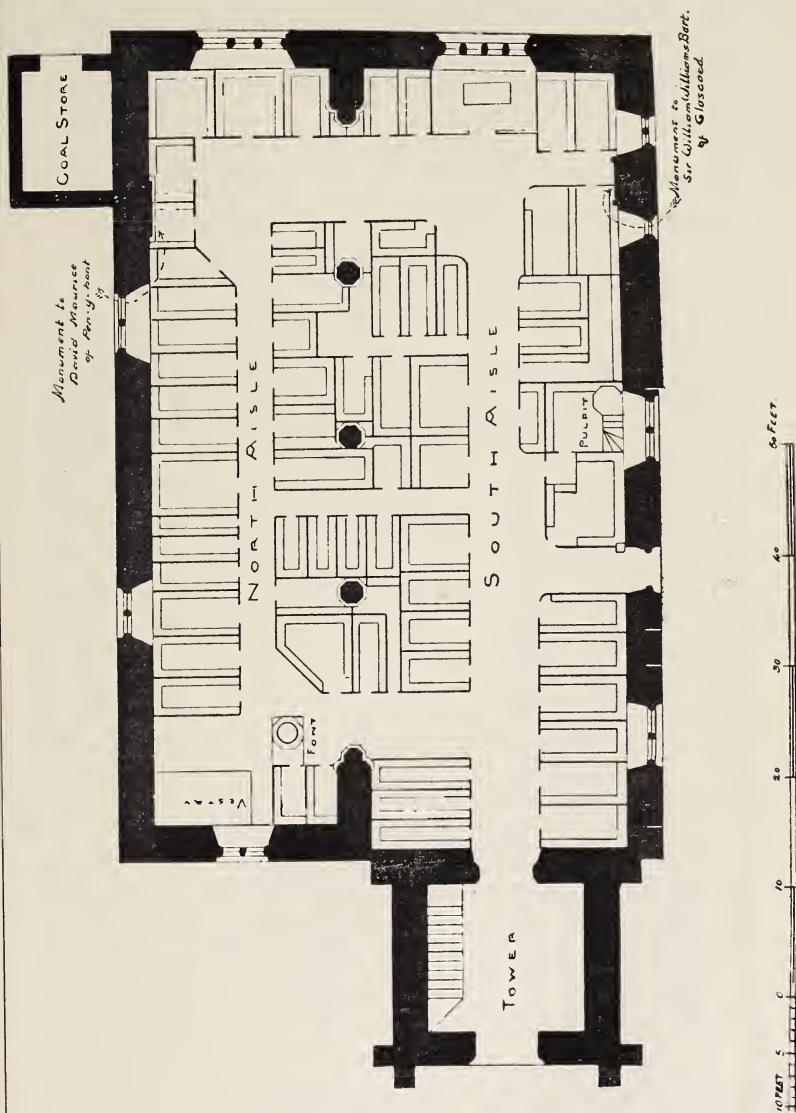 COAL STORE
Monument to
David Maurice
of Pen-y-bont
Monument to
Sir William Williams Bart.
of Glascoed.
NORTH AISLE
SOUTH AISLE
PULPIT
FONT
VESTRY
TOWER
10 FEET 5 0 10 20 30 40 50 FEET.